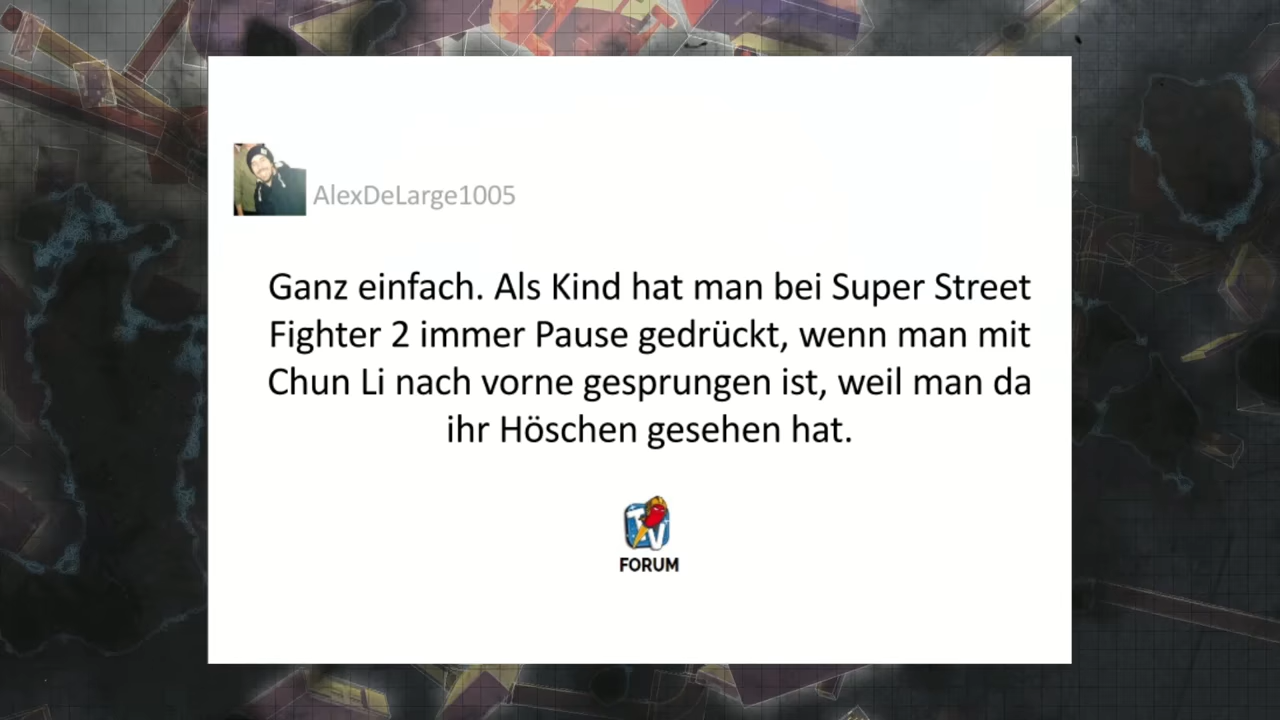 AlexDeLarge1005
Ganz einfach. Als Kind hat man bei Super Street
Fighter 2 immer Pause gedrückt, wenn man mit
Chun Li nach vorne gesprungen ist, weil man da
ihr Höschen gesehen hat.
TV
FORUM